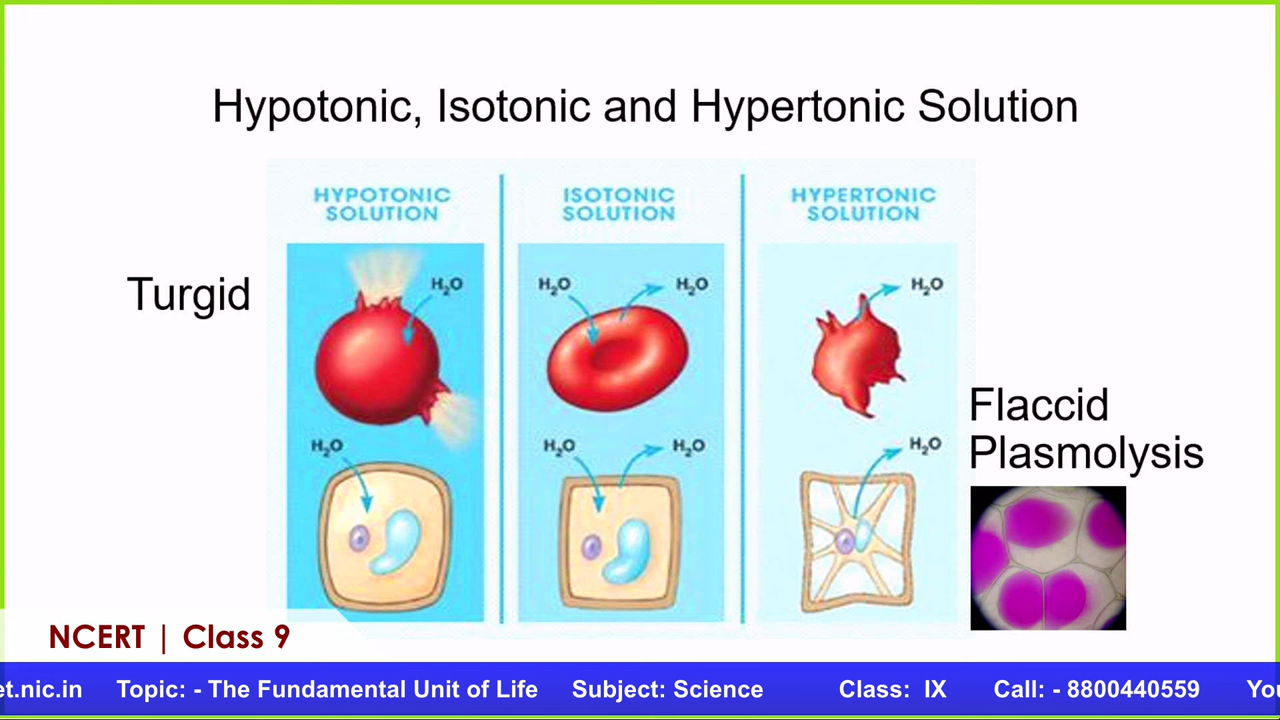 Hypotonic, Isotonic and Hypertonic Solution
HYPOTONIC
SOLUTION
ISOTONIC
SOLUTION
HYPERTONIC
SOLUTION
Turgid
H₂O
H₂O
H₂O
H₂O
Flaccid
Plasmolysis
H₂O
H₂O
H₂O
H₂O
NCERT | Class 9
et.nic.in Topic: - The Fundamental Unit of Life Subject: Science Class: IX Call: - 8800440559